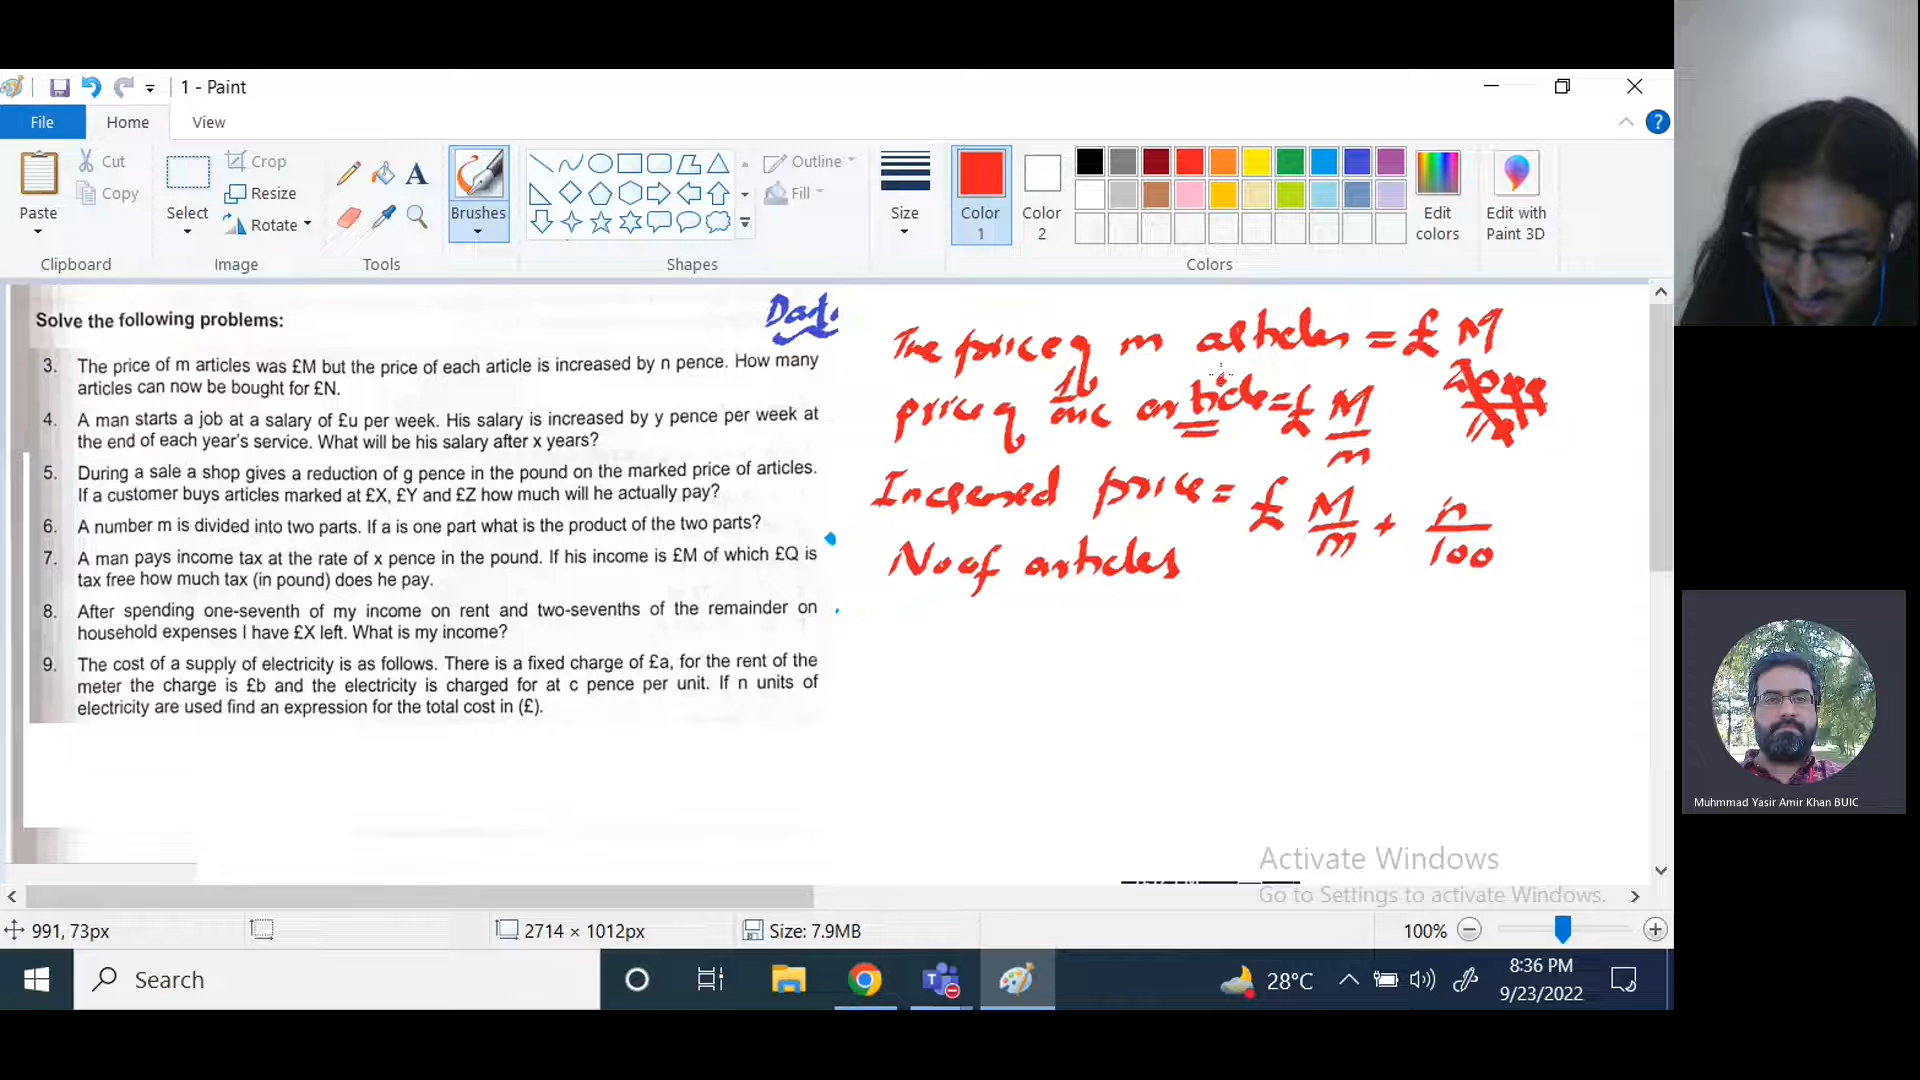 1 - Paint
File Home View
Paste Cut Copy Select Crop Resize Rotate Brushes Outline Fill Size Color 1 Color 2 Edit colors Edit with Paint 3D
Clipboard Image Tools Shapes Colors
Solve the following problems:
3. The price of m articles was £M but the price of each article is increased by n pence. How many
articles can now be bought for £N.
4. A man starts a job at a salary of £u per week. His salary is increased by y pence per week at
the end of each year's service. What will be his salary after x years?
5. During a sale a shop gives a reduction of g pence in the pound on the marked price of articles.
If a customer buys articles marked at £X, £Y and £Z how much will he actually pay?
6. A number m is divided into two parts. If a is one part what is the product of the two parts?
7. A man pays income tax at the rate of x pence in the pound. If his income is £M of which £Q is
tax free how much tax (in pound) does he pay.
8. After spending one-seventh of my income on rent and two-sevenths of the remainder on
household expenses I have £X left. What is my income?
9. The cost of a supply of electricity is as follows. There is a fixed charge of £a, for the rent of the
meter the charge is £b and the electricity is charged for at c pence per unit. If n units of
electricity are used find an expression for the total cost in (£).
The price of m articles = £ M
price of one article = £ M/m
Increased price = £ M/m + n/100
No of articles
Muhmmad Yasir Amir Khan BUIC
Activate Windows
Go to Settings to activate Windows.
991, 73px 2714 × 1012px Size: 7.9MB 100%
Search 28°C 8:36 PM
9/23/2022